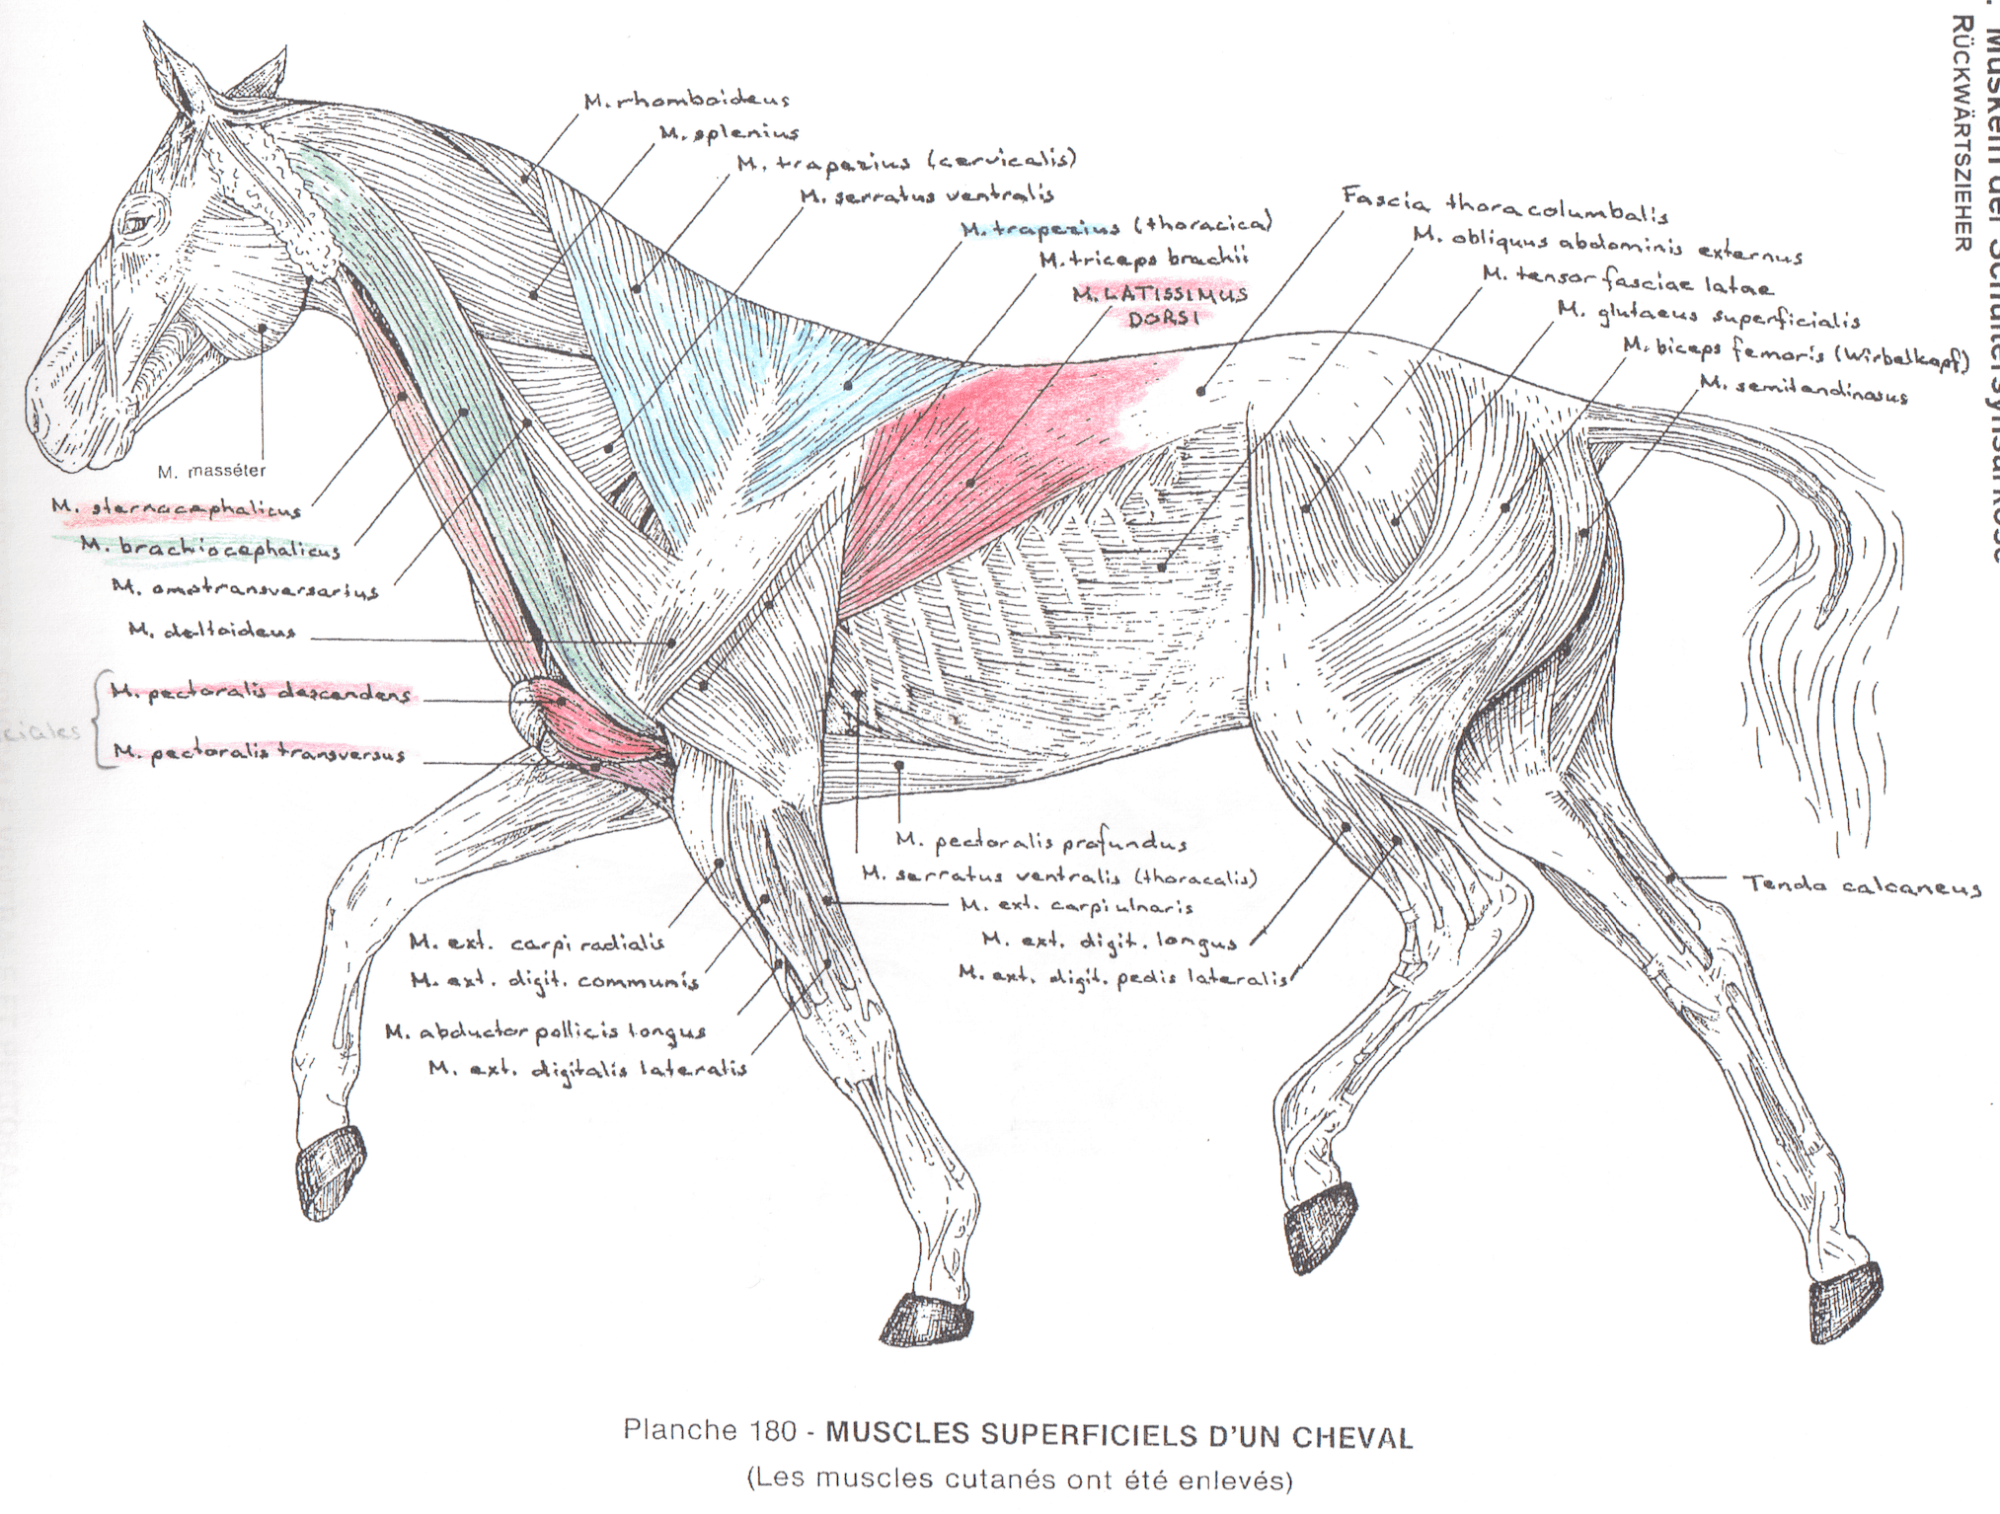 M. rhomboideus
M. splenius
M. trapezius (cervicalis)
M. serratus ventralis
M. trapezius (thoracica)
M. triceps brachii
M. LATISSIMUS
DORSI
Fascia thoracolumbalis
M. obliquus abdominis externus
M. tensor fasciae latae
M. glutaeus superficialis
M. biceps femoris (Wirbelkopf)
M. semitendinosus
M. masséter
M. sternocephalicus
M. brachiocephalicus
M. omotransversarius
M. deltoideus
M. pectoralis descendens
ciales
M. pectoralis transversus
M. pectoralis profundus
M. serratus ventralis (thoracalis)
M. ext. carpi ulnaris
M. ext. digit. longus
M. ext. digit. pedis lateralis
Tendo calcaneus
M. ext. carpi radialis
M. ext. digit. communis
M. abductor pollicis longus
M. ext. digitalis lateralis
Planche 180 - MUSCLES SUPERFICIELS D'UN CHEVAL
(Les muscles cutanés ont été enlevés)
. Muskeln der Schultersynsarkose
RÜCKWÄRTSZIEHER